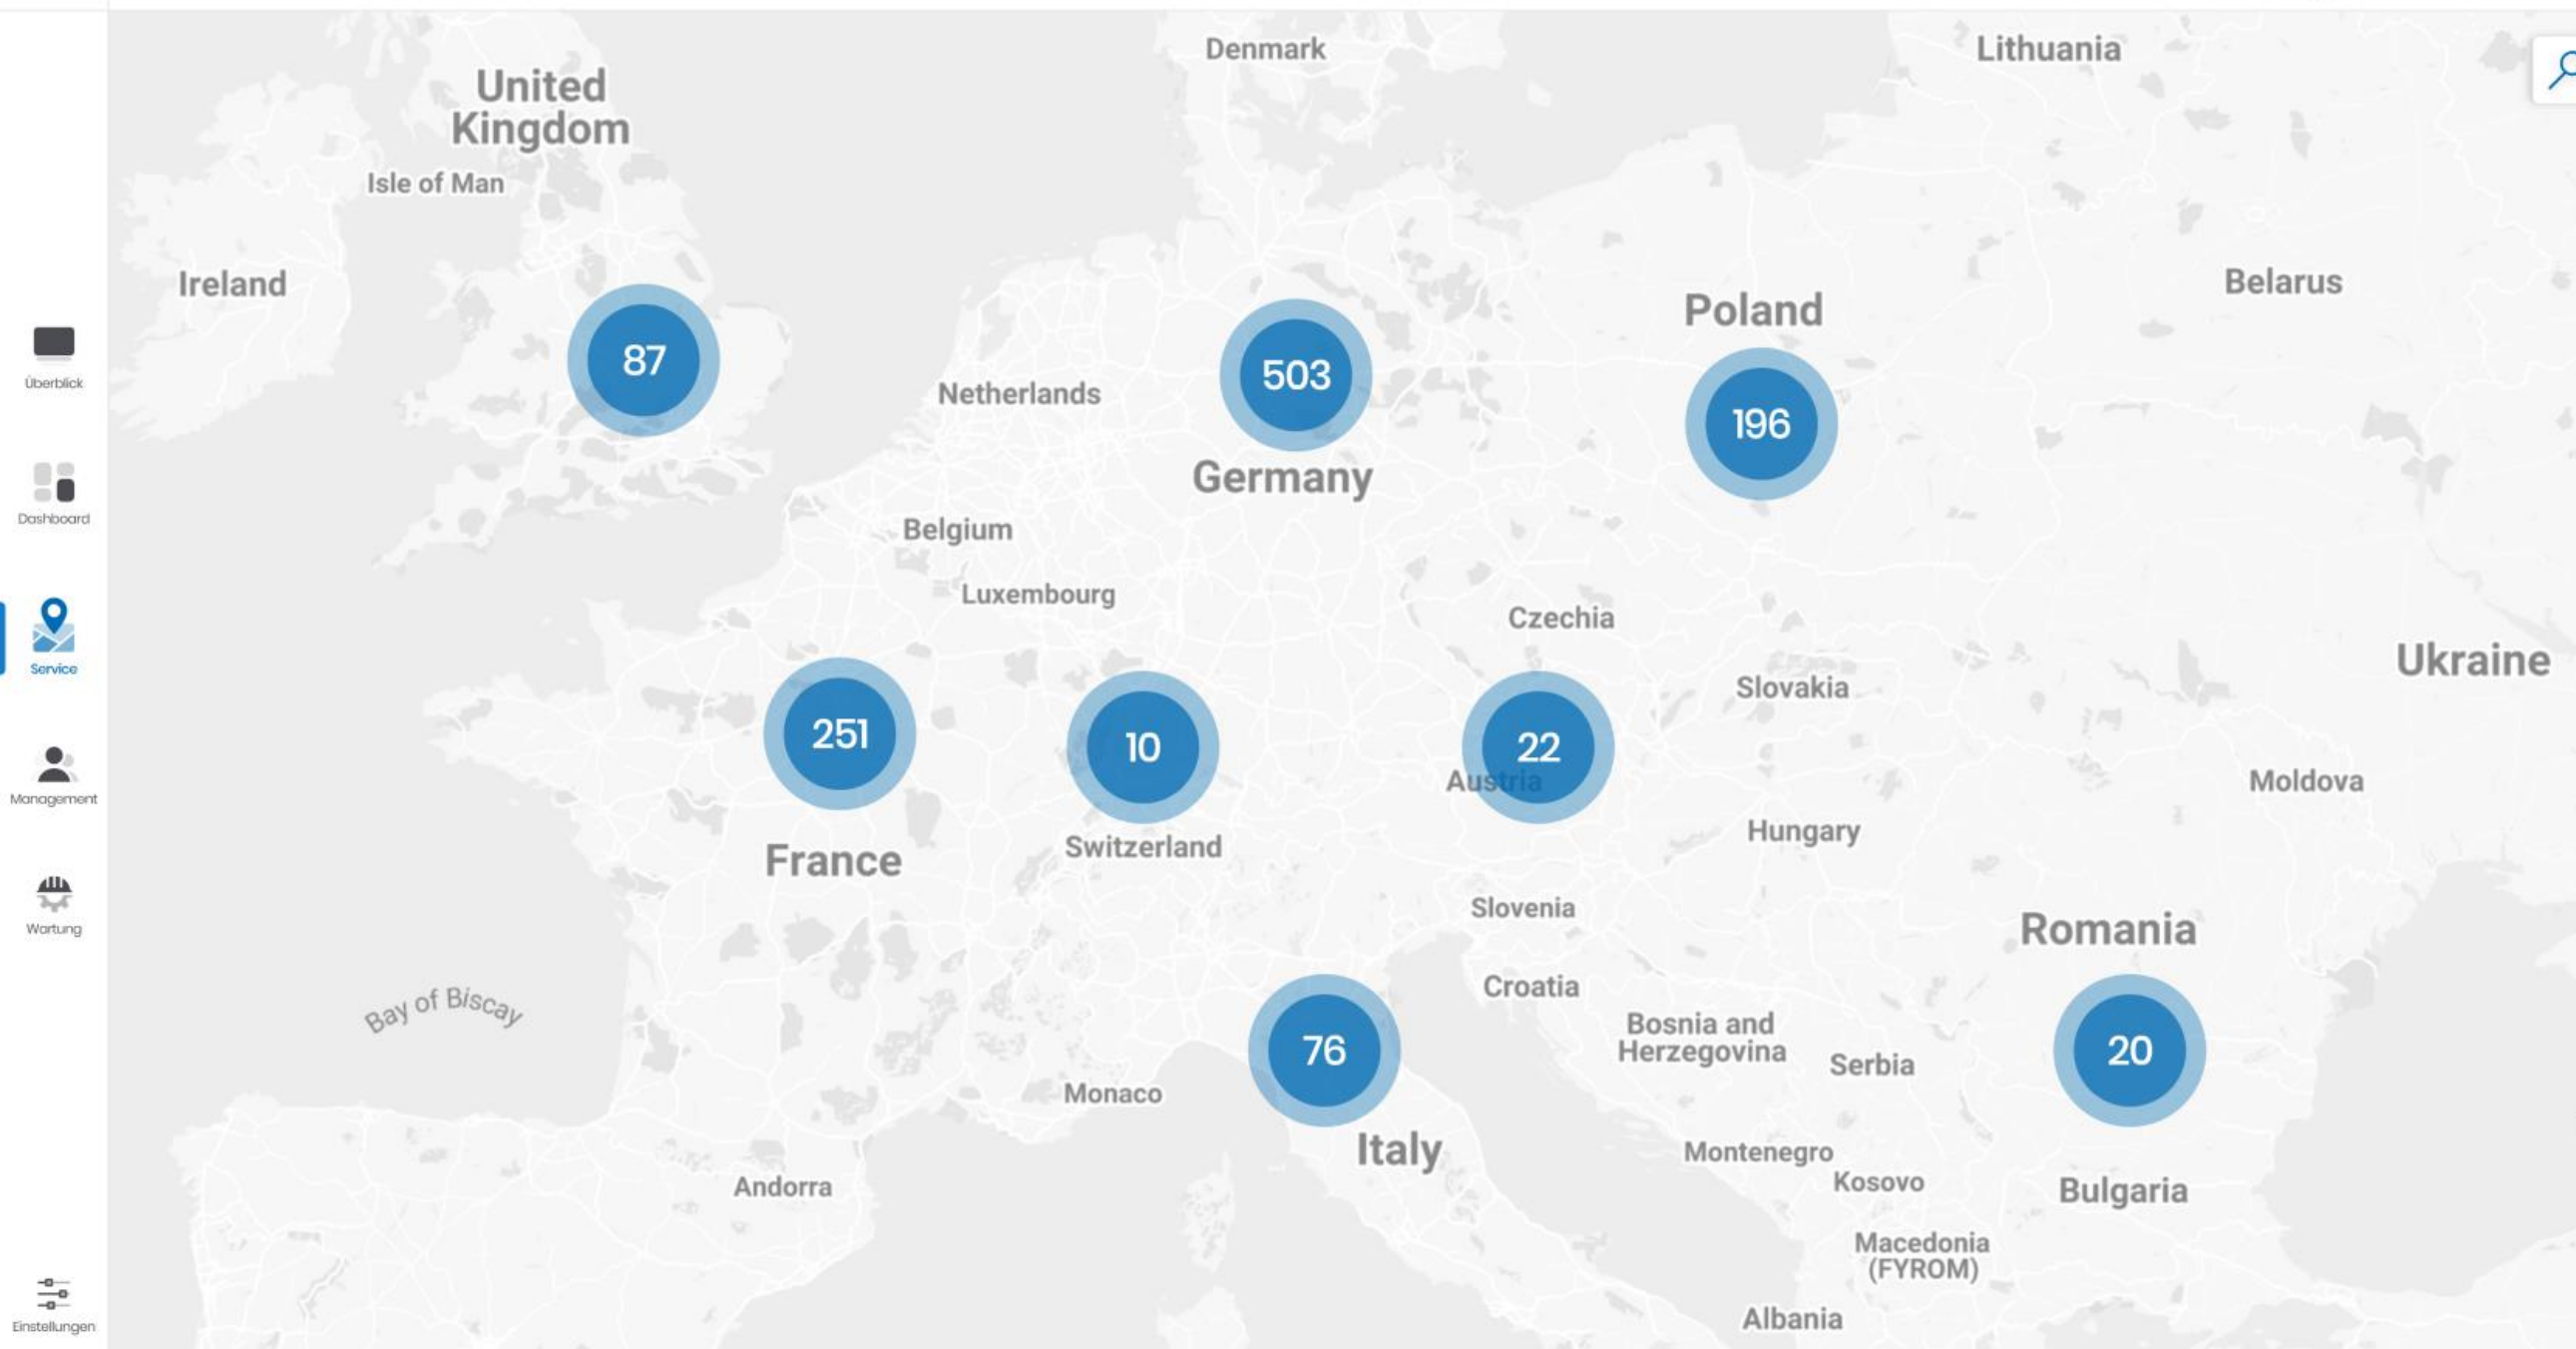 Überblick
Dashboard
Service
Management
Wartung
Einstellungen
Denmark
Lithuania
United
Kingdom
Isle of Man
Ireland
Belarus
Poland
87
503
196
Netherlands
Germany
Belgium
Luxembourg
Czechia
Ukraine
Slovakia
251
10
22
Austria
Moldova
Hungary
Switzerland
France
Slovenia
Romania
Croatia
Bay of Biscay
Bosnia and
Herzegovina
Serbia
76
20
Monaco
Italy
Montenegro
Kosovo
Andorra
Bulgaria
Macedonia
(FYROM)
Albania